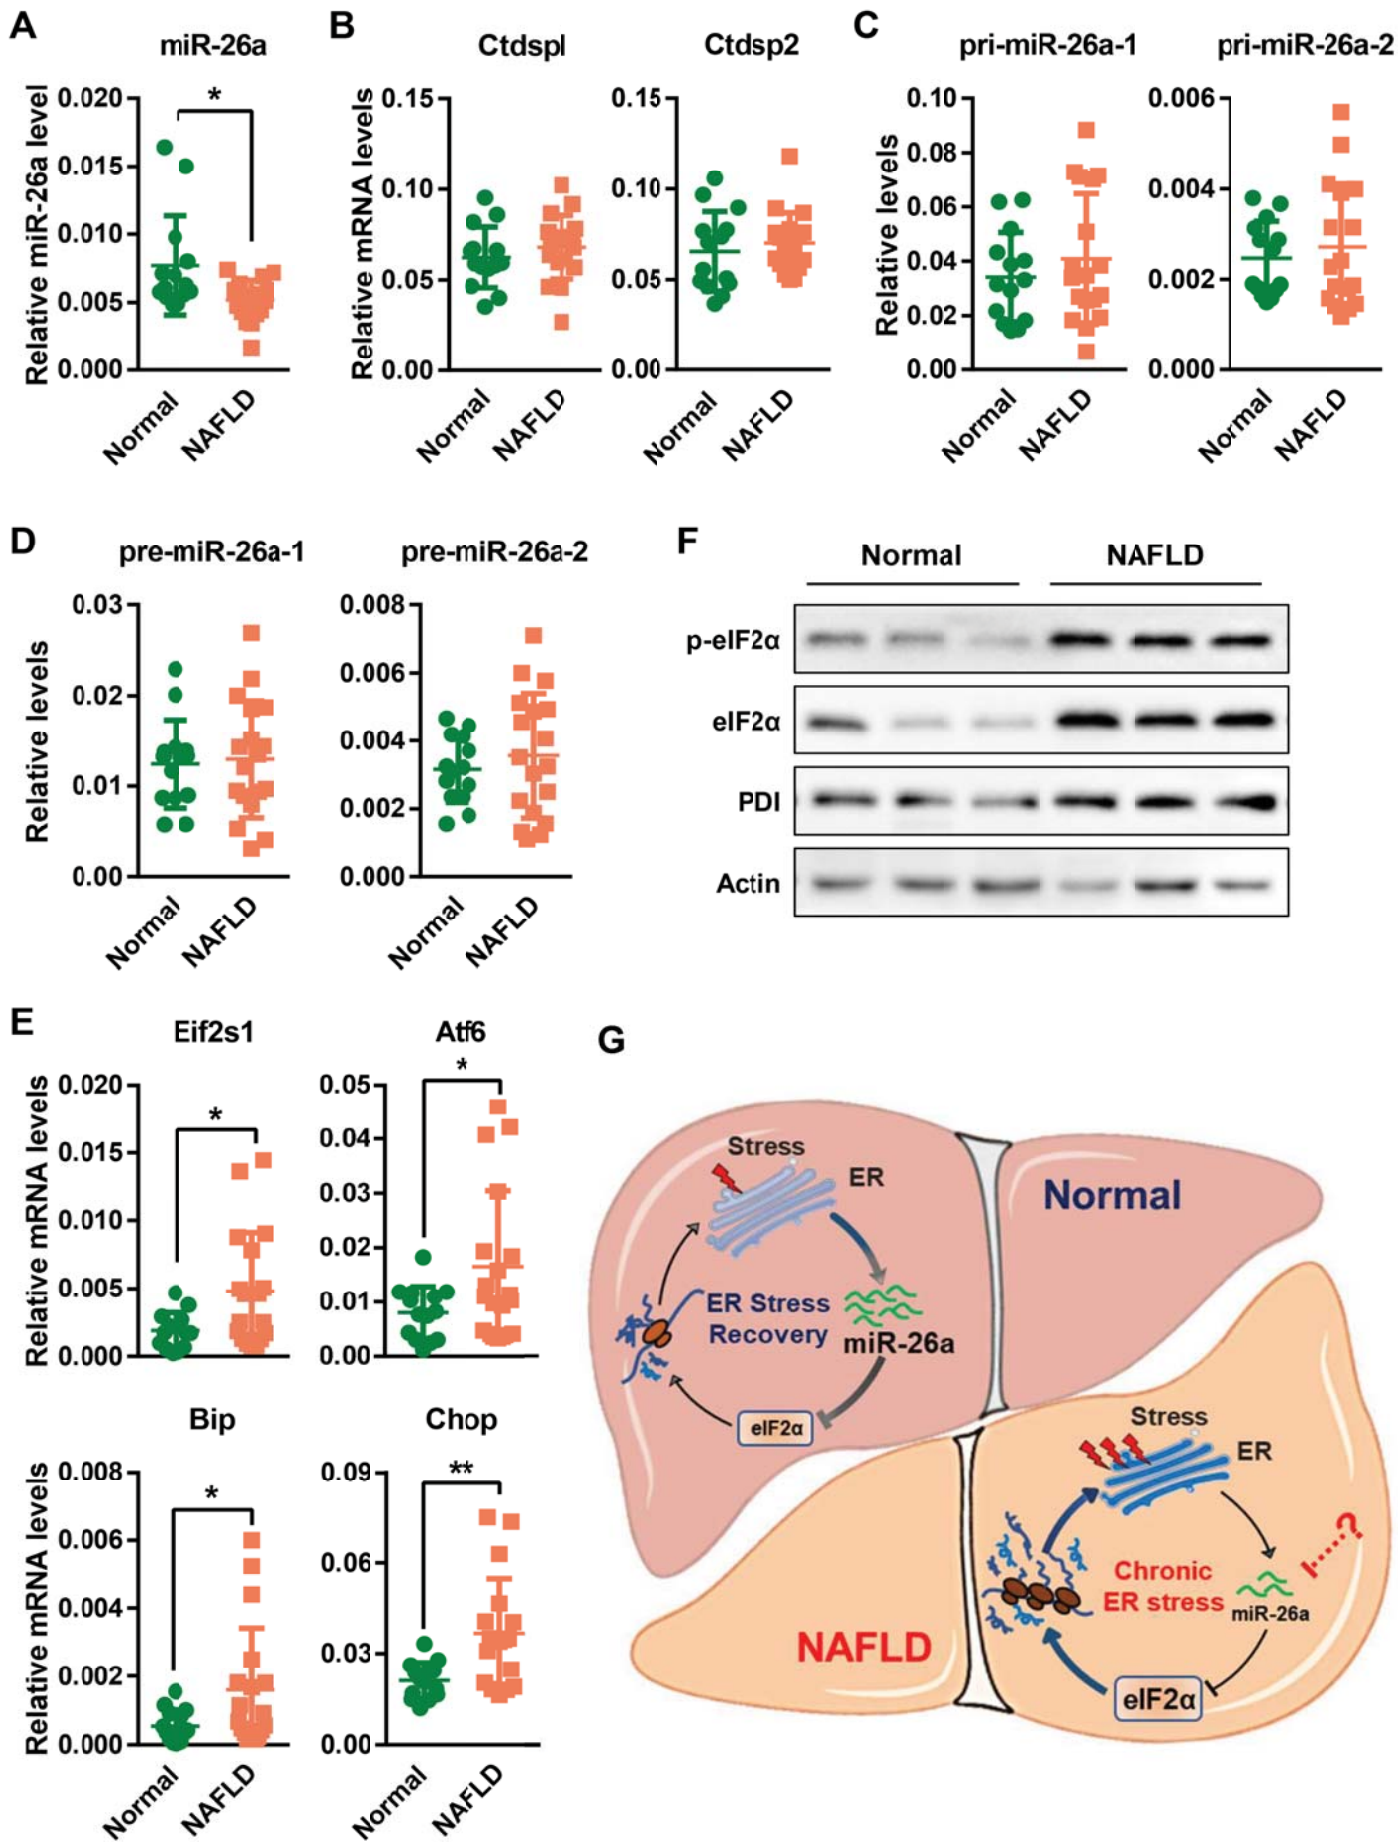 A
miR-26a
Relative miR-26a level
0.020
0.015
0.010
0.005
0.000
*
Normal
NAFLD
B
Ctdspl
Relative mRNA levels
0.15
0.10
0.05
0.00
Normal
NAFLD
Ctdsp2
0.15
0.10
0.05
0.00
Normal
NAFLD
C
pri-miR-26a-1
Relative levels
0.10
0.08
0.06
0.04
0.02
0.00
Normal
NAFLD
pri-miR-26a-2
0.006
0.004
0.002
0.000
Normal
NAFLD
D
pre-miR-26a-1
Relative levels
0.03
0.02
0.01
0.00
Normal
NAFLD
pre-miR-26a-2
0.008
0.006
0.004
0.002
0.000
Normal
NAFLD
F
Normal
NAFLD
p-eIF2α
eIF2α
PDI
Actin
E
Eif2s1
Relative mRNA levels
0.020
0.015
0.010
0.005
0.000
*
Atf6
0.05
0.04
0.03
0.02
0.01
0.00
*
Bip
Relative mRNA levels
0.008
0.006
0.004
0.002
0.000
*
Normal
NAFLD
Chop
0.09
0.06
0.03
0.00
**
Normal
NAFLD
G
Stress
ER
Normal
ER Stress
Recovery
miR-26a
eIF2α
Stress
ER
?
Chronic
ER stress
miR-26a
NAFLD
eIF2α